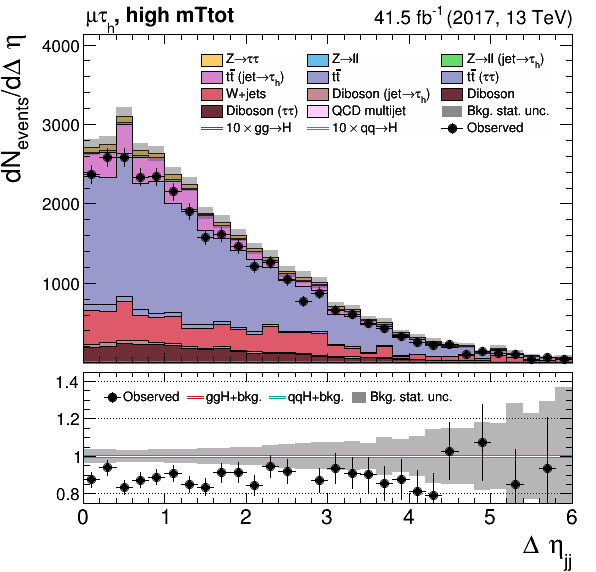 μτh, high mTtot 41.5 fb-1 (2017, 13 TeV)
dNevents/dΔ η
4000
3000
2000
1000
Z→ττ Z→ll Z→ll (jet→τh)
tt̄ (jet→τh) tt̄ tt̄ (ττ)
W+jets Diboson (jet→τh) Diboson
Diboson (ττ) QCD multijet Bkg. stat. unc.
10×gg→H 10×qq→H Observed
1.4
1.2
1
0.8
Observed ggH+bkg. qqH+bkg. Bkg. stat. unc.
0 1 2 3 4 5 6
Δ ηjj